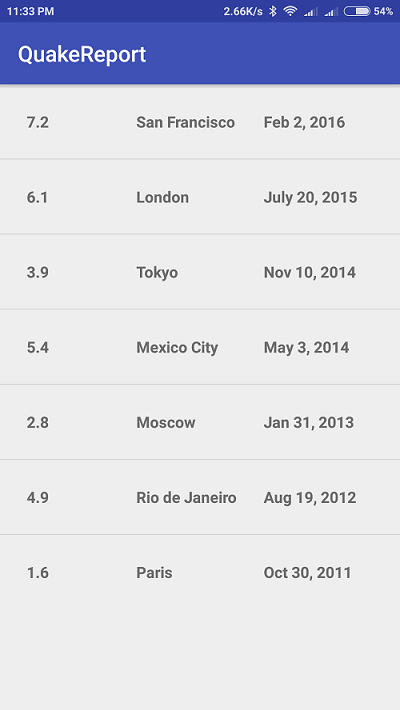 11:33 PM 2.66K/s 54%
QuakeReport
7.2 San Francisco Feb 2, 2016
6.1 London July 20, 2015
3.9 Tokyo Nov 10, 2014
5.4 Mexico City May 3, 2014
2.8 Moscow Jan 31, 2013
4.9 Rio de Janeiro Aug 19, 2012
1.6 Paris Oct 30, 2011